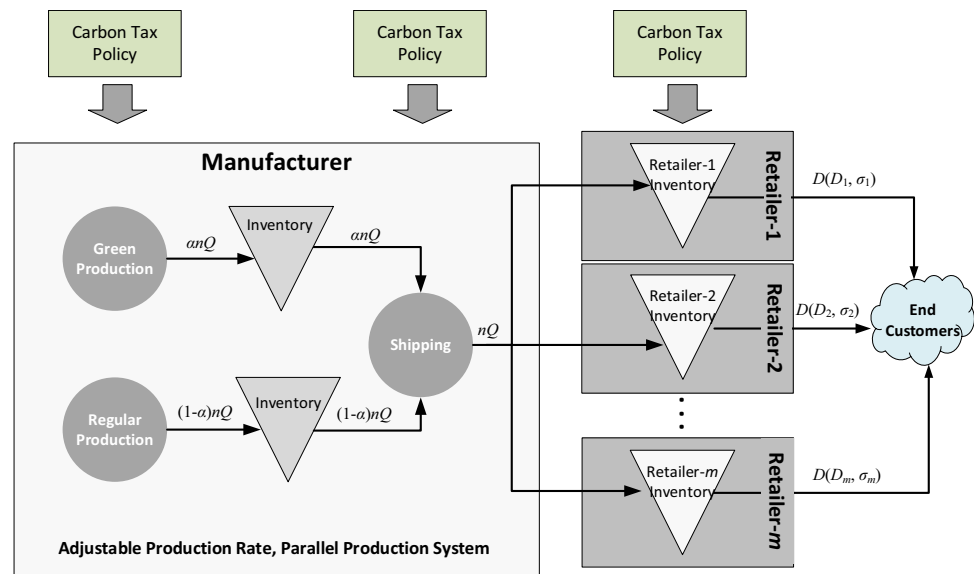 Carbon Tax
Policy
Carbon Tax
Policy
Carbon Tax
Policy
Manufacturer
Green
Production
αnQ
Inventory
αnQ
Regular
Production
(1-α)nQ
Inventory
(1-α)nQ
Shipping
nQ
Adjustable Production Rate, Parallel Production System
Retailer-1
Inventory
Retailer-1
D(D₁, σ₁)
Retailer-2
Inventory
Retailer-2
D(D₂, σ₂)
Retailer-m
Inventory
Retailer-m
D(Dₘ, σₘ)
End
Customers